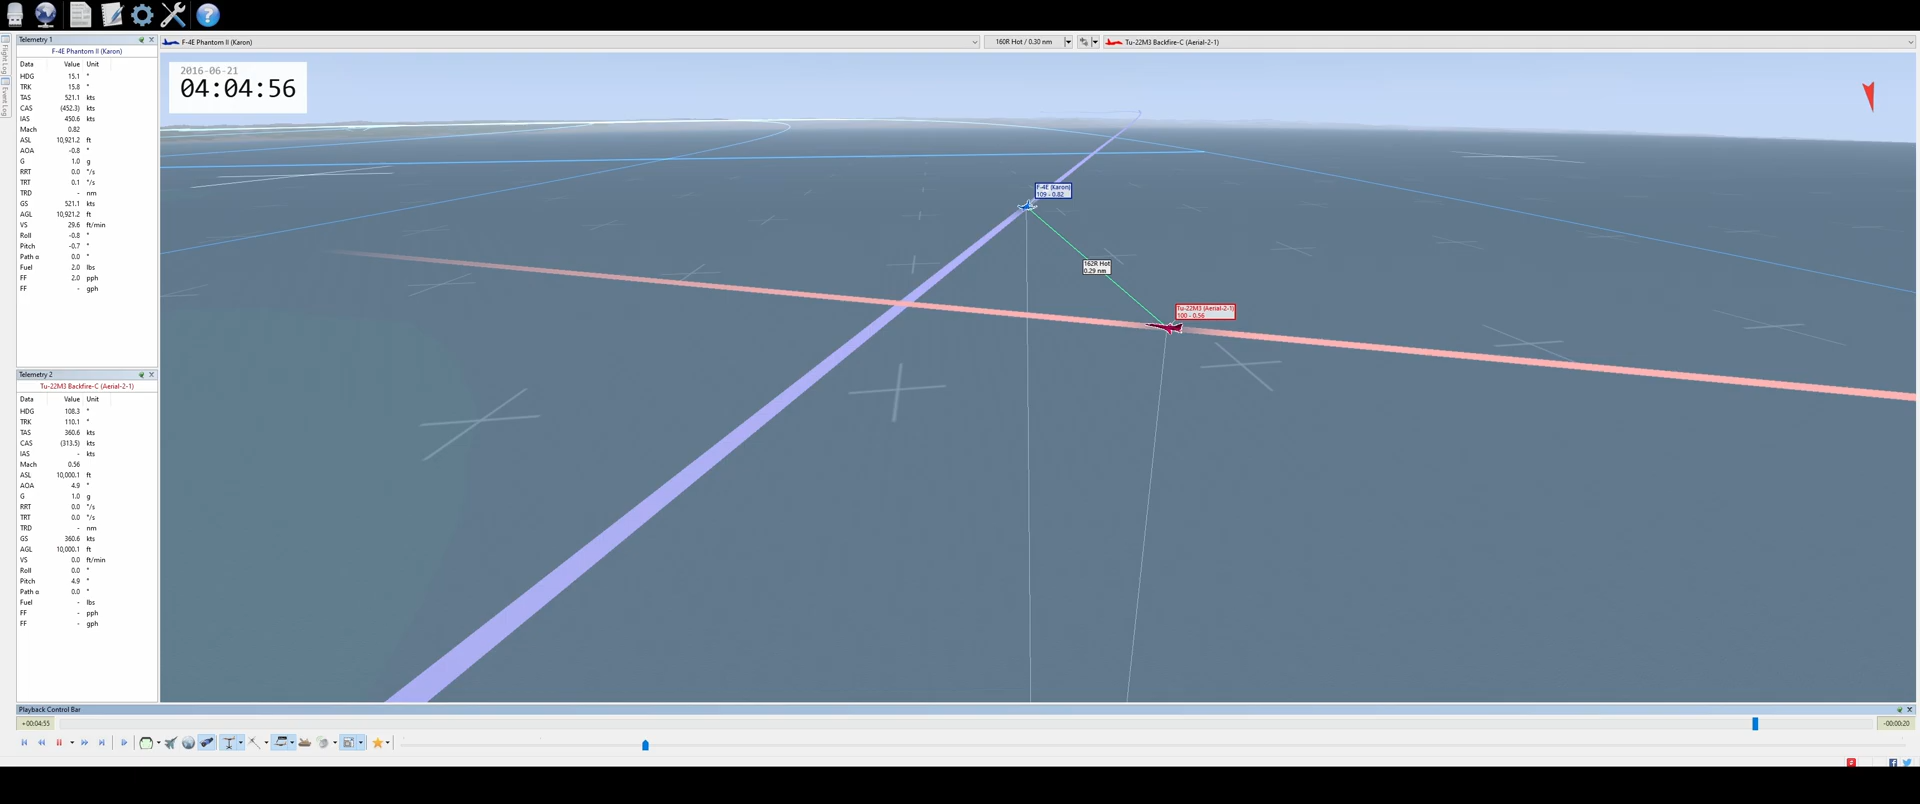 Telemetry 1
F-4E Phantom II (Karon)
Data Value Unit
HDG 15.1 °
TRK 15.8 °
TAS 521.1 kts
CAS (452.3) kts
IAS 450.6 kts
Mach 0.82
ASL 10,921.2 ft
AOA -0.8 °
G 1.0 g
RRT 0.0 °/s
TRT 0.1 °/s
TRD - nm
GS 521.1 kts
AGL 10,921.2 ft
VS 29.6 ft/min
Roll -0.8 °
Pitch -0.7 °
Path α 0.0 °
Fuel 2.0 lbs
FF 2.0 pph
FF - gph
Telemetry 2
Tu-22M3 Backfire-C (Aerial-2-1)
Data Value Unit
HDG 108.3 °
TRK 110.1 °
TAS 360.6 kts
CAS (313.5) kts
IAS - kts
Mach 0.56
ASL 10,000.1 ft
AOA 4.9 °
G 1.0 g
RRT 0.0 °/s
TRT 0.0 °/s
TRD - nm
GS 360.6 kts
AGL 10,000.1 ft
VS 0.0 ft/min
Roll 0.0 °
Pitch 4.9 °
Path α 0.0 °
Fuel - lbs
FF - pph
FF - gph
Flight Log
Event Log
F-4E Phantom II (Karon)
160R Hot / 0.30 nm
Tu-22M3 Backfire-C (Aerial-2-1)
2016-06-21
04:04:56
F-4E (Karon)
109 - 0.82
162R Hot
0.29 nm
Tu-22M3 (Aerial-2-1)
100 - 0.56
Playback Control Bar
+00:04:55
-00:00:20